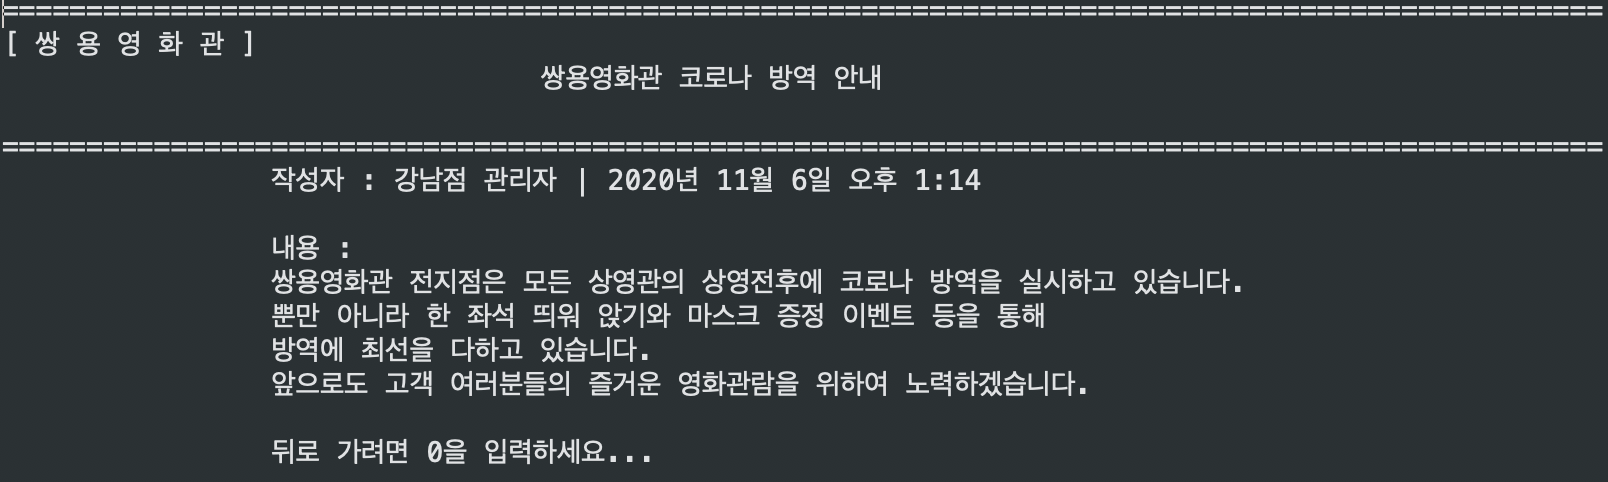 ================================================================================================
[ 쌍 용 영 화 관 ]
쌍용영화관 코로나 방역 안내
================================================================================================
작성자 : 강남점 관리자 | 2020년 11월 6일 오후 1:14
내용 :
쌍용영화관 전지점은 모든 상영관의 상영전후에 코로나 방역을 실시하고 있습니다.
뿐만 아니라 한 좌석 띄워 앉기와 마스크 증정 이벤트 등을 통해
방역에 최선을 다하고 있습니다.
앞으로도 고객 여러분들의 즐거운 영화관람을 위하여 노력하겠습니다.
뒤로 가려면 0을 입력하세요...